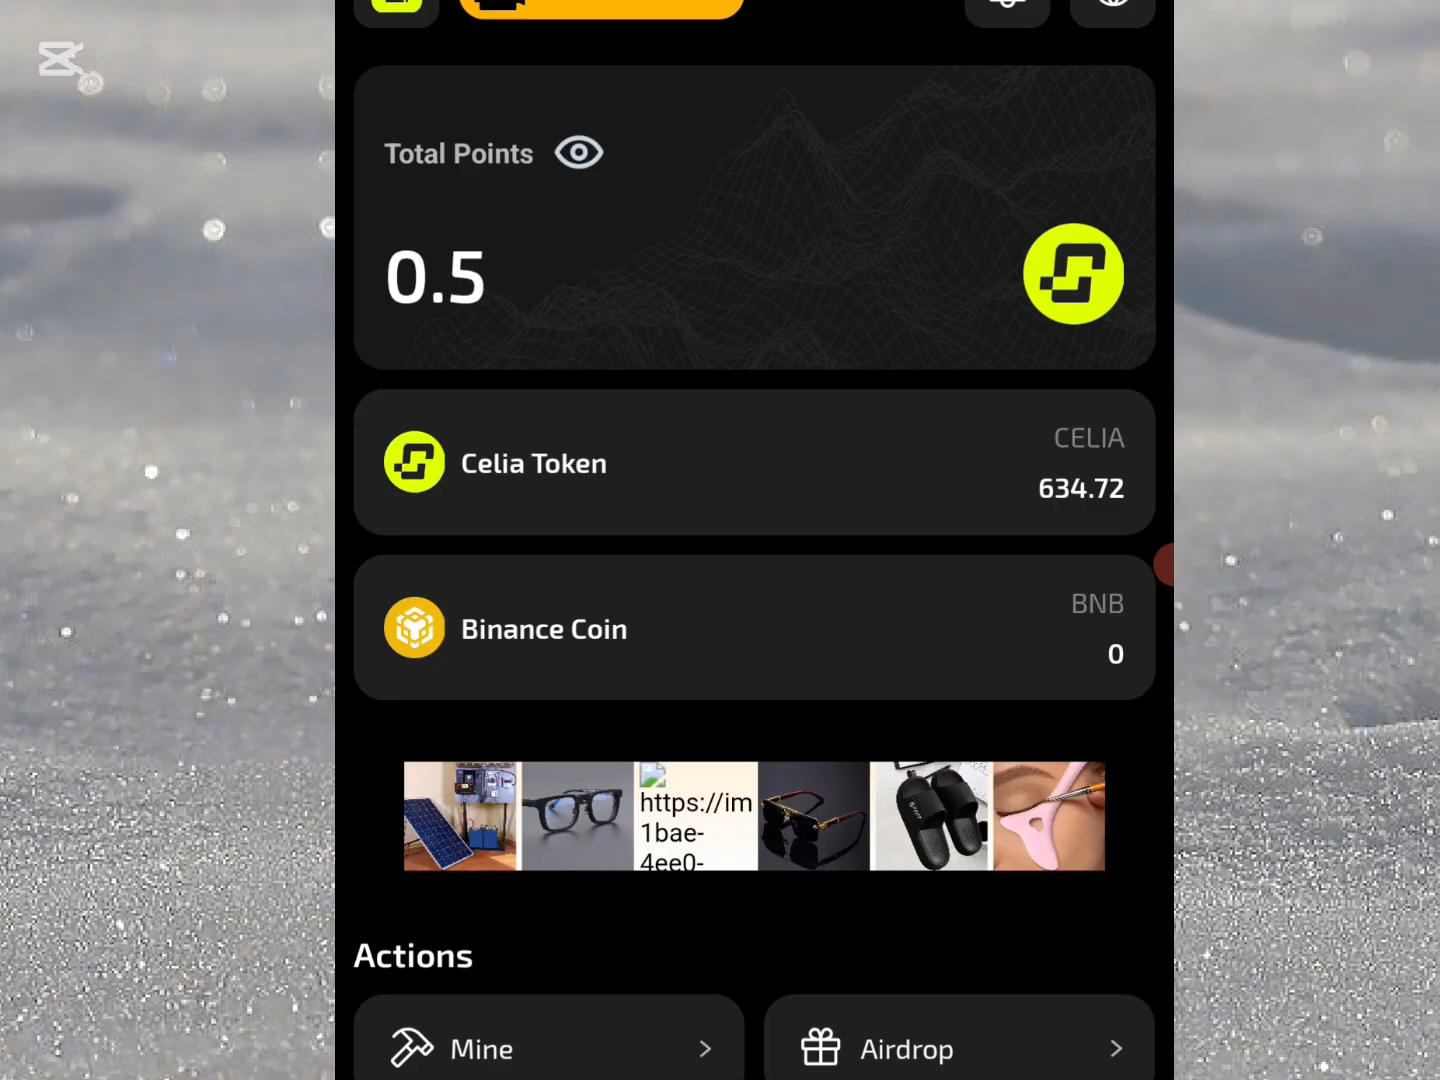 Total Points
0.5
Celia Token
CELIA
634.72
Binance Coin
BNB
0
https://im
1bae-
4ee0-
Actions
Mine
Airdrop